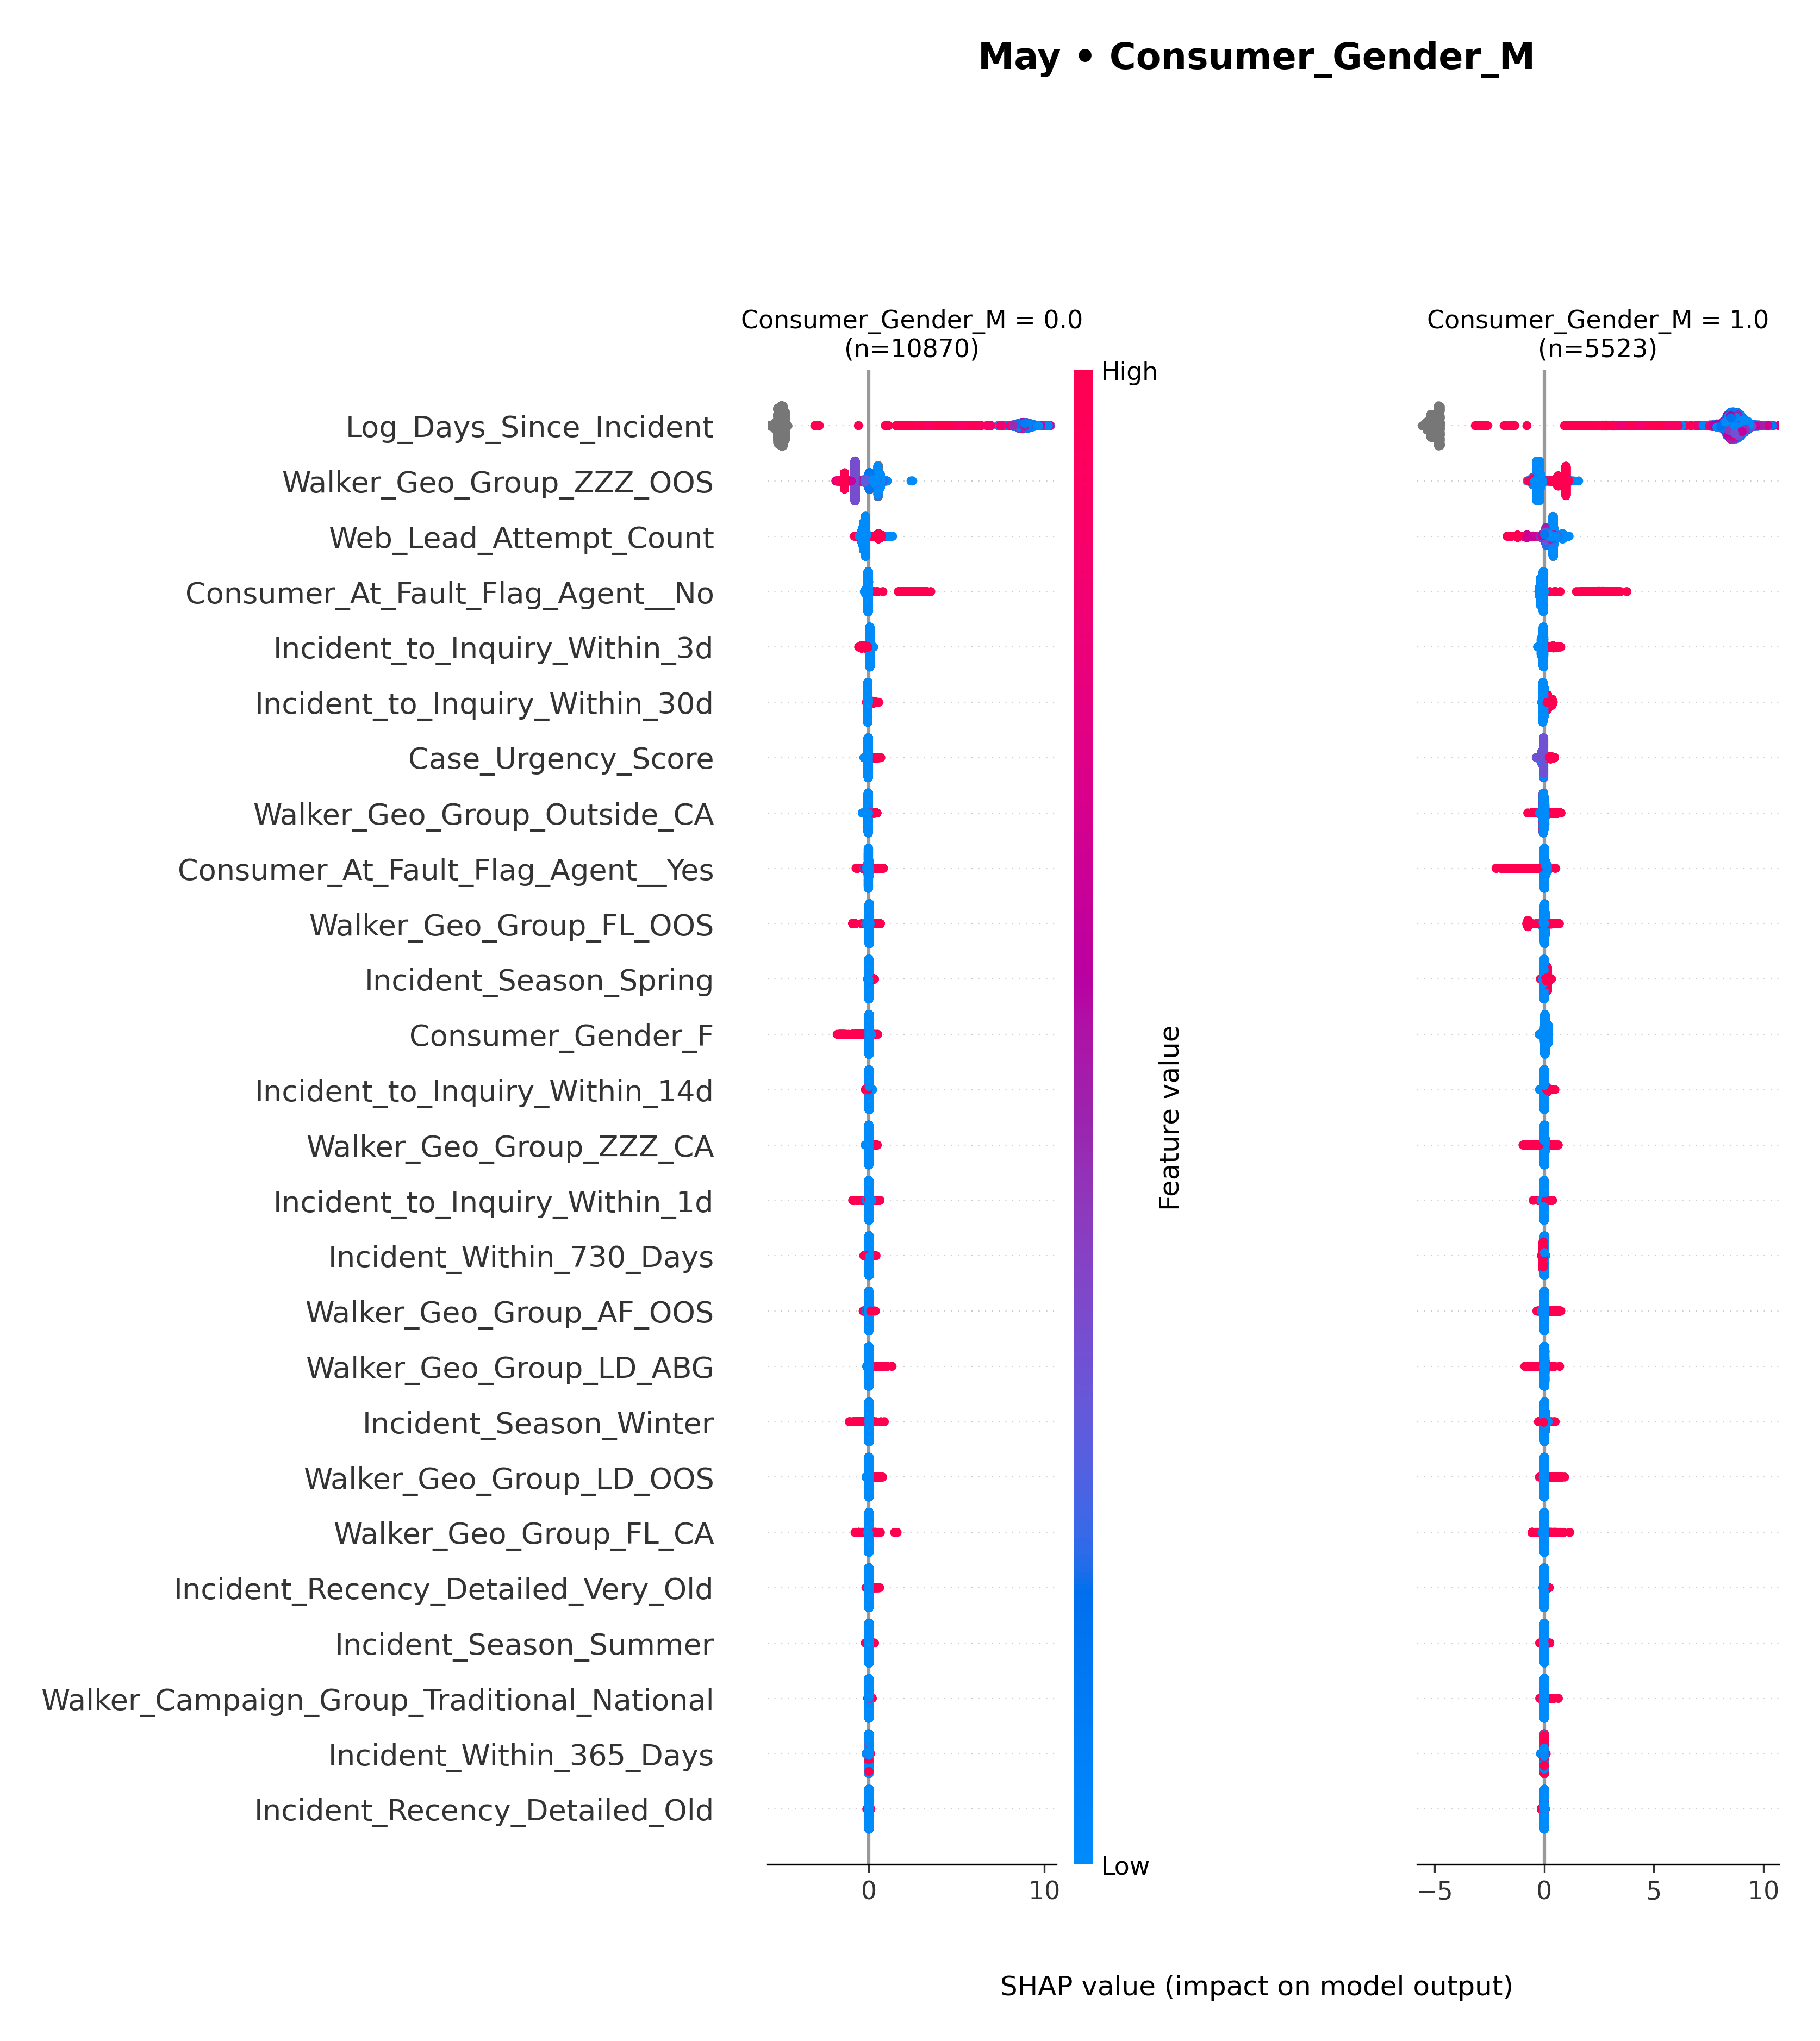 May • Consumer_Gender_M
Consumer_Gender_M = 0.0
(n=10870)
Consumer_Gender_M = 1.0
(n=5523)
High
Log_Days_Since_Incident
Walker_Geo_Group_ZZZ_OOS
Web_Lead_Attempt_Count
Consumer_At_Fault_Flag_Agent__No
Incident_to_Inquiry_Within_3d
Incident_to_Inquiry_Within_30d
Case_Urgency_Score
Walker_Geo_Group_Outside_CA
Consumer_At_Fault_Flag_Agent__Yes
Walker_Geo_Group_FL_OOS
Incident_Season_Spring
Consumer_Gender_F
Incident_to_Inquiry_Within_14d
Walker_Geo_Group_ZZZ_CA
Incident_to_Inquiry_Within_1d
Incident_Within_730_Days
Walker_Geo_Group_AF_OOS
Walker_Geo_Group_LD_ABG
Incident_Season_Winter
Walker_Geo_Group_LD_OOS
Walker_Geo_Group_FL_CA
Incident_Recency_Detailed_Very_Old
Incident_Season_Summer
Walker_Campaign_Group_Traditional_National
Incident_Within_365_Days
Incident_Recency_Detailed_Old
Feature value
Low
0 10
−5 0 5 10
SHAP value (impact on model output)